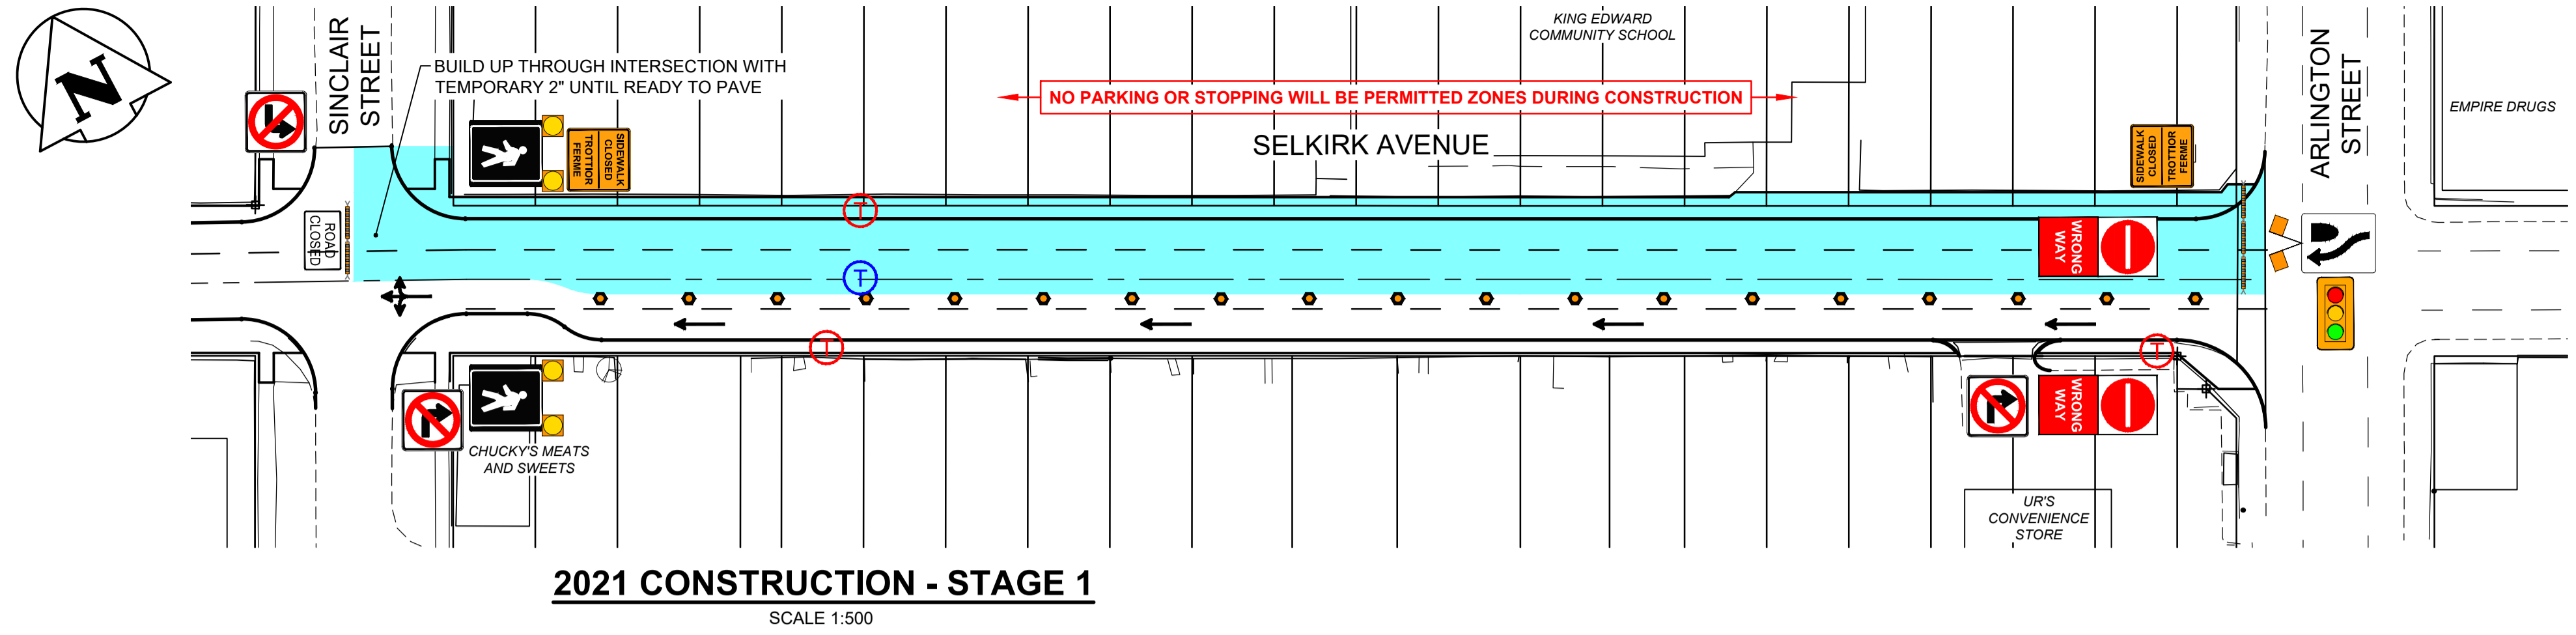 N
SINCLAIR
STREET
BUILD UP THROUGH INTERSECTION WITH
TEMPORARY 2" UNTIL READY TO PAVE
KING EDWARD
COMMUNITY SCHOOL
NO PARKING OR STOPPING WILL BE PERMITTED ZONES DURING CONSTRUCTION
SELKIRK AVENUE
ARLINGTON
STREET
EMPIRE DRUGS
SIDEWALK
CLOSED
TROTTIOR
FERME
SIDEWALK
CLOSED
TROTTIOR
FERME
ROAD
CLOSED
T
T
T
T
WRONG
WAY
WRONG
WAY
CHUCKY'S MEATS
AND SWEETS
UR'S
CONVENIENCE
STORE
2021 CONSTRUCTION - STAGE 1
SCALE 1:500